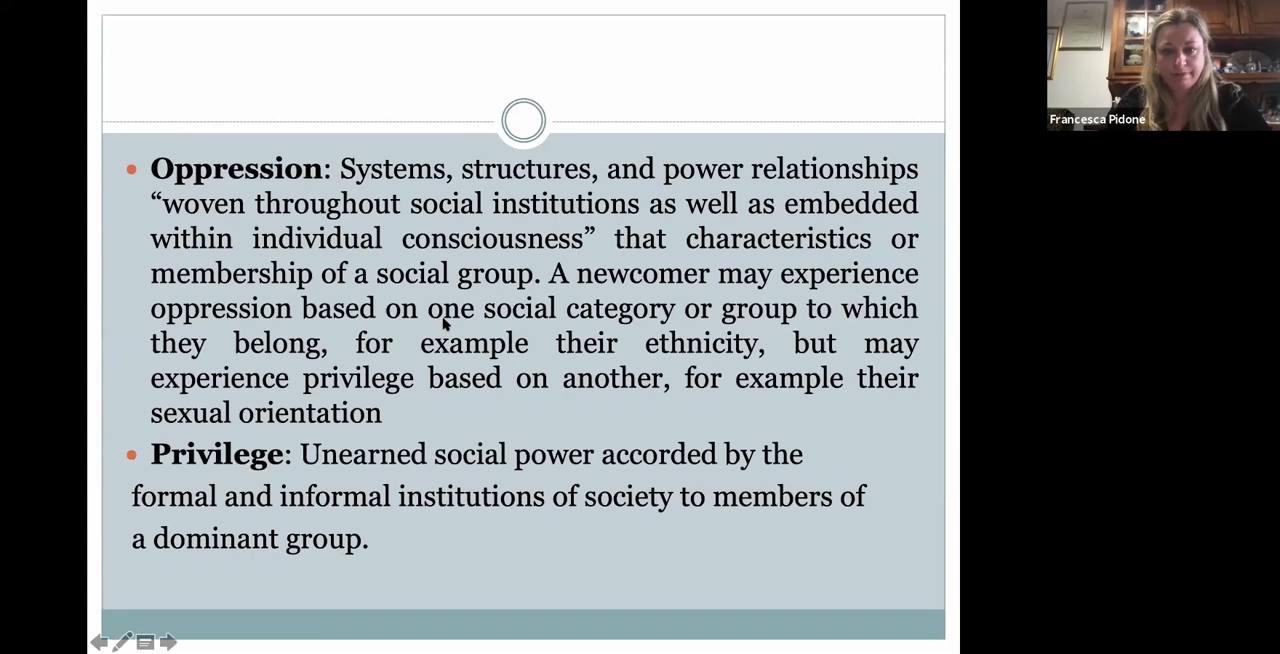 • Oppression: Systems, structures, and power relationships
“woven throughout social institutions as well as embedded
within individual consciousness” that characteristics or
membership of a social group. A newcomer may experience
oppression based on one social category or group to which
they belong, for example their ethnicity, but may
experience privilege based on another, for example their
sexual orientation
• Privilege: Unearned social power accorded by the
formal and informal institutions of society to members of
a dominant group.
Francesca Pidone